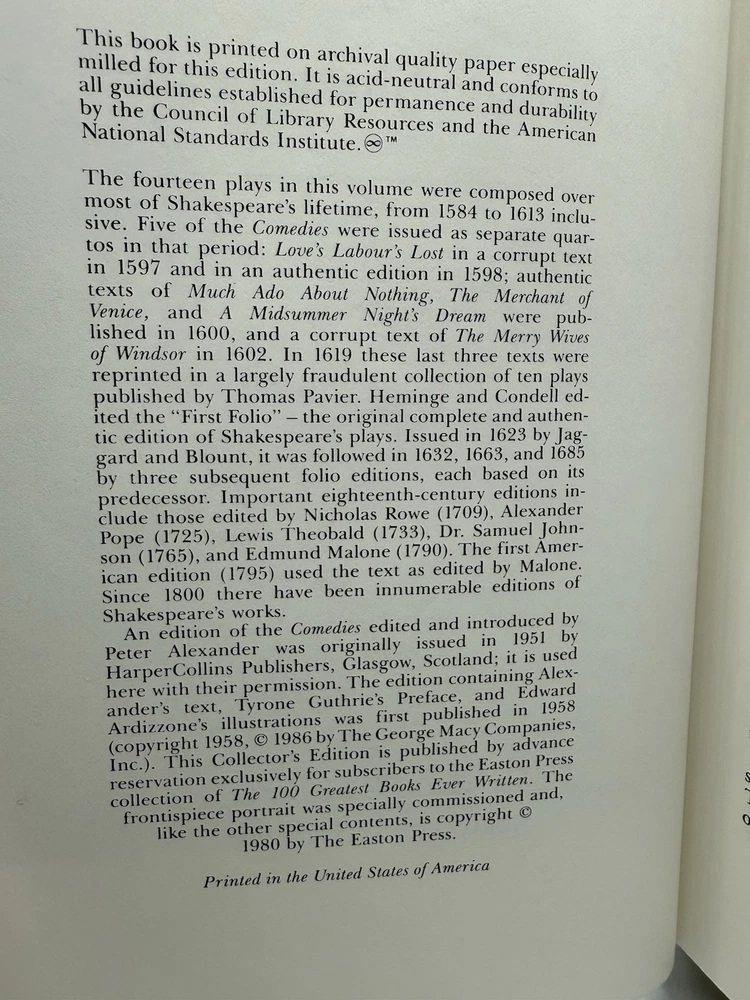 This book is printed on archival quality paper especially
milled for this edition. It is acid-neutral and conforms to
all guidelines established for permanence and durability
by the Council of Library Resources and the American
National Standards Institute.♾™
The fourteen plays in this volume were composed over
most of Shakespeare's lifetime, from 1584 to 1613 inclu-
sive. Five of the Comedies were issued as separate quar-
tos in that period: Love's Labour's Lost in a corrupt text
in 1597 and in an authentic edition in 1598; authentic
texts of Much Ado About Nothing, The Merchant of
Venice, and A Midsummer Night's Dream were pub-
lished in 1600, and a corrupt text of The Merry Wives
of Windsor in 1602. In 1619 these last three texts were
reprinted in a largely fraudulent collection of ten plays
published by Thomas Pavier. Heminge and Condell ed-
ited the “First Folio” – the original complete and authen-
tic edition of Shakespeare's plays. Issued in 1623 by Jag-
gard and Blount, it was followed in 1632, 1663, and 1685
by three subsequent folio editions, each based on its
predecessor. Important eighteenth-century editions in-
clude those edited by Nicholas Rowe (1709), Alexander
Pope (1725), Lewis Theobald (1733), Dr. Samuel John-
son (1765), and Edmund Malone (1790). The first Amer-
ican edition (1795) used the text as edited by Malone.
Since 1800 there have been innumerable editions of
Shakespeare's works.
An edition of the Comedies edited and introduced by
Peter Alexander was originally issued in 1951 by
HarperCollins Publishers, Glasgow, Scotland; it is used
here with their permission. The edition containing Alex-
ander's text, Tyrone Guthrie's Preface, and Edward
Ardizzone's illustrations was first published in 1958
(copyright 1958, © 1986 by The George Macy Companies,
Inc.). This Collector's Edition is published by advance
reservation exclusively for subscribers to the Easton Press
collection of The 100 Greatest Books Ever Written. The
frontispiece portrait was specially commissioned and,
like the other special contents, is copyright ©
1980 by The Easton Press.
Printed in the United States of America